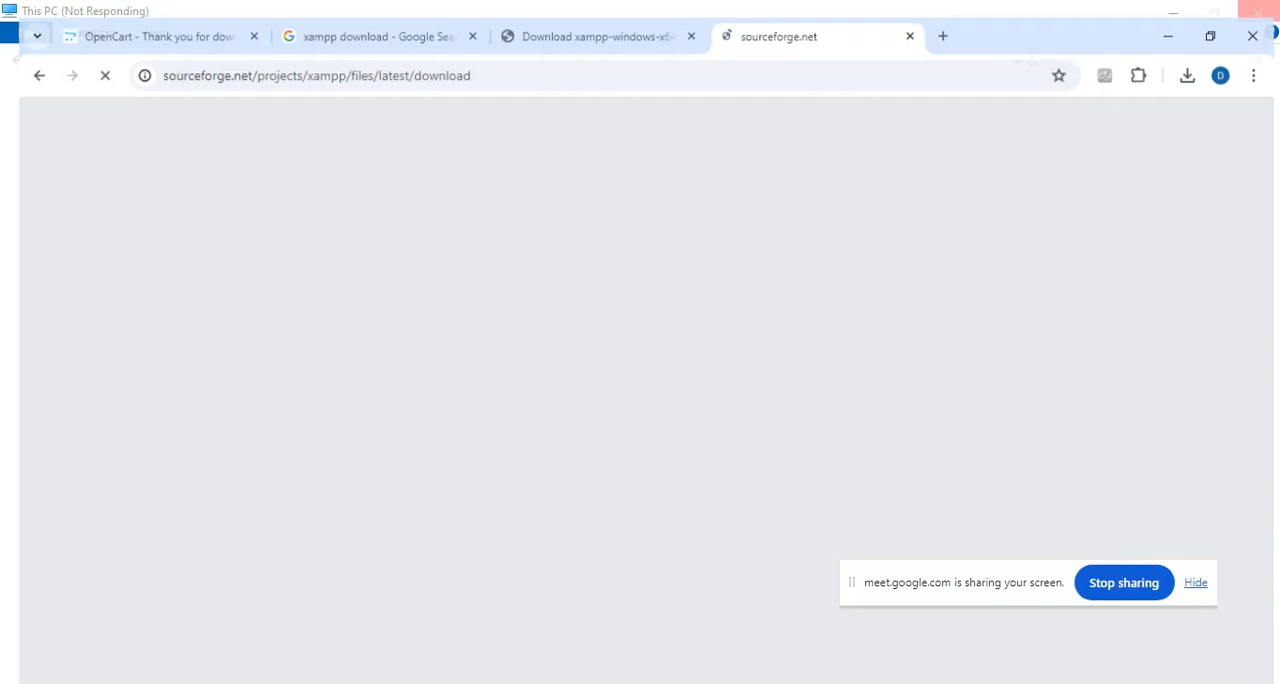 This PC (Not Responding)
OpenCart - Thank you for dow
xampp download - Google Sea
Download xampp-windows-x64
sourceforge.net
sourceforge.net/projects/xampp/files/latest/download
D
meet.google.com is sharing your screen.
Stop sharing
Hide